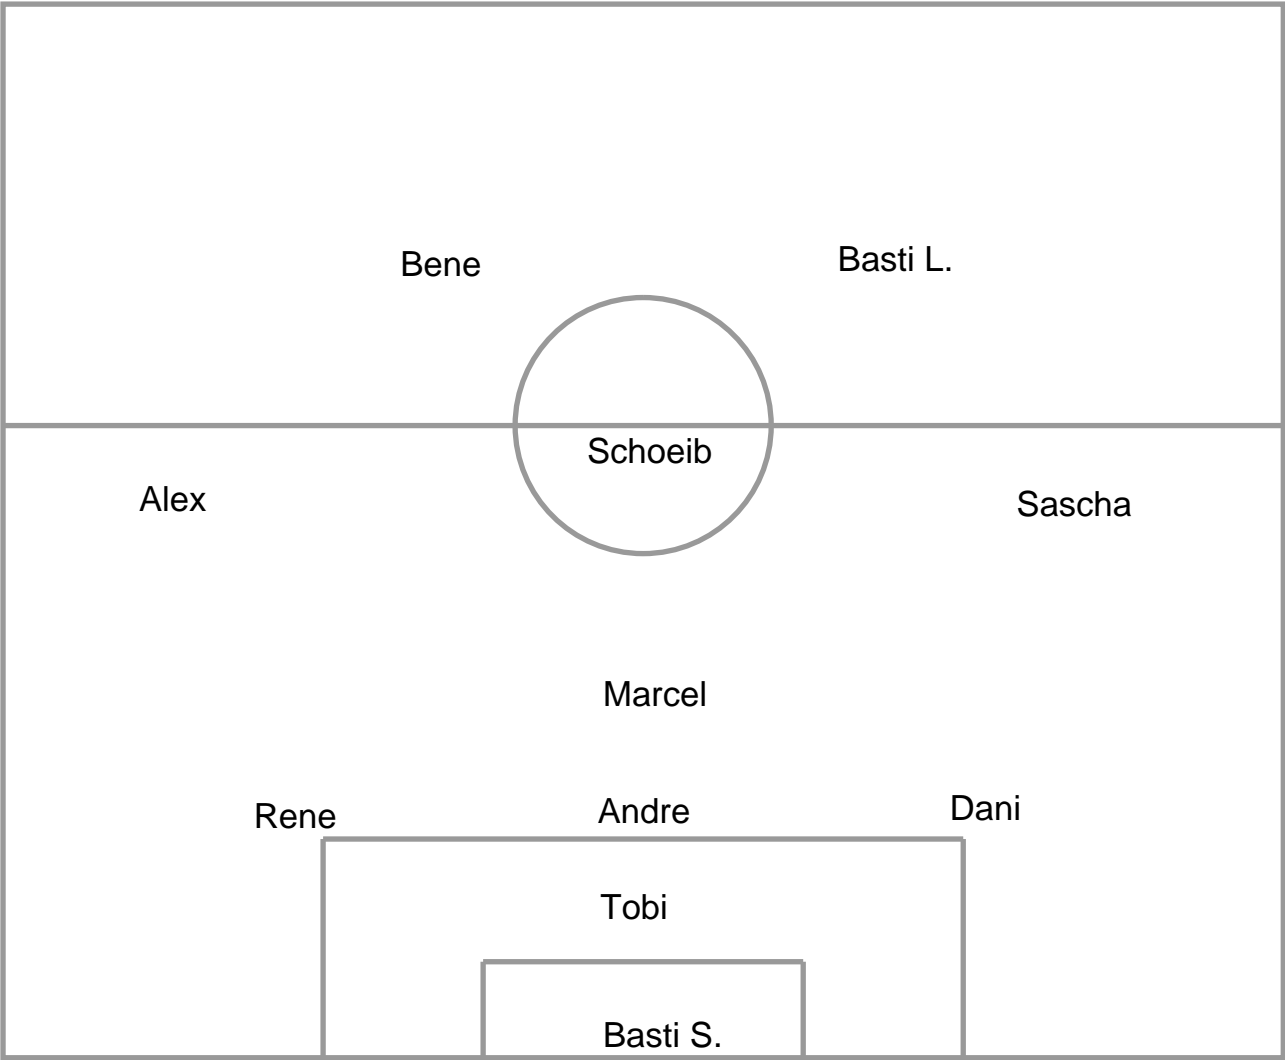 Bene
Basti L.
Schoeib
Alex
Sascha
Marcel
Rene
Andre
Dani
Tobi
Basti S.